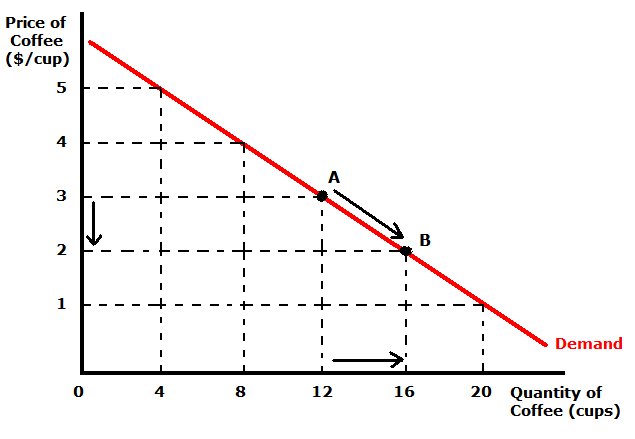 Price of
Coffee
($/cup)
5
4
3
2
1
A
B
Demand
0 4 8 12 16 20
Quantity of
Coffee (cups)